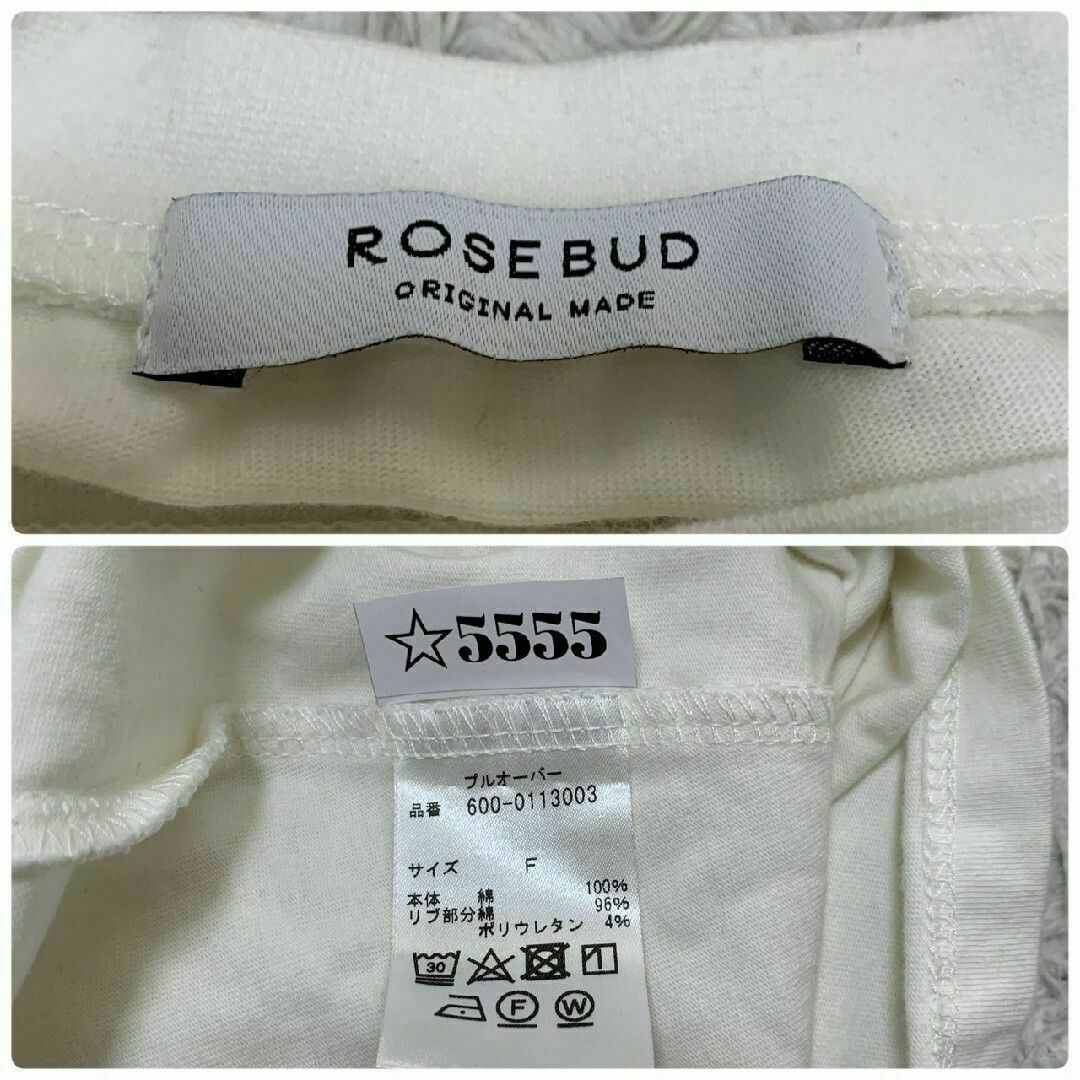 ROSEBUD
ORIGINAL MADE
☆5555
プルオーバー
品番 600-0113003
サイズ F
本体 綿 100%
リブ部分綿 96%
ポリウレタン 4%
30
F W